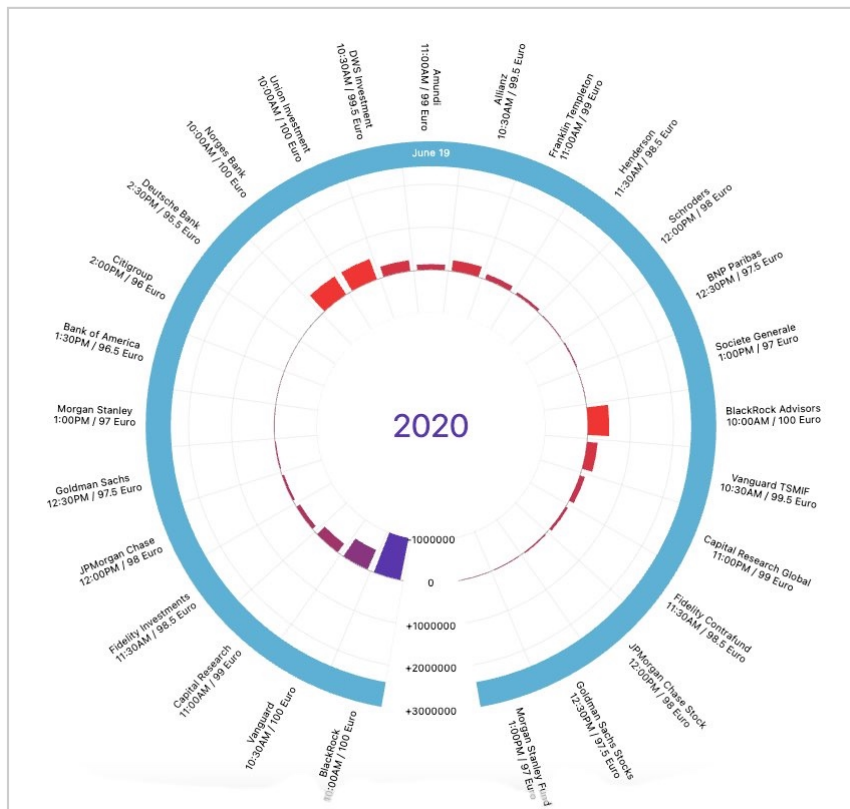 Amundi
11:00AM / 99 Euro
Allianz
10:30AM / 99.5 Euro
Franklin Templeton
11:00AM / 99 Euro
Henderson
11:30AM / 98.5 Euro
Schroders
12:00PM / 98 Euro
BNP Paribas
12:30PM / 97.5 Euro
Societe Generale
1:00PM / 97 Euro
BlackRock Advisors
10:00AM / 100 Euro
Vanguard TSMIF
10:30AM / 99.5 Euro
Capital Research Global
11:00PM / 99 Euro
Fidelity Contrafund
11:30AM / 98.5 Euro
JPMorgan Chase Stock
12:00PM / 98 Euro
Goldman Sachs Stocks
12:30PM / 97.5 Euro
Morgan Stanley Fund
1:00PM / 97 Euro
BlackRock
10:00AM / 100 Euro
Vanguard
10:30AM / 100 Euro
Capital Research
11:00AM / 99 Euro
Fidelity Investments
11:30AM / 98.5 Euro
JPMorgan Chase
12:00PM / 98 Euro
Goldman Sachs
12:30PM / 97.5 Euro
Morgan Stanley
1:00PM / 97 Euro
Bank of America
1:30PM / 96.5 Euro
Citigroup
2:00PM / 96 Euro
Deutsche Bank
2:30PM / 95.5 Euro
Norges Bank
10:00AM / 100 Euro
Union Investment
10:00AM / 100 Euro
DWS Investment
10:30AM / 99.5 Euro
June 19
2020
1000000
0
+1000000
+2000000
+3000000